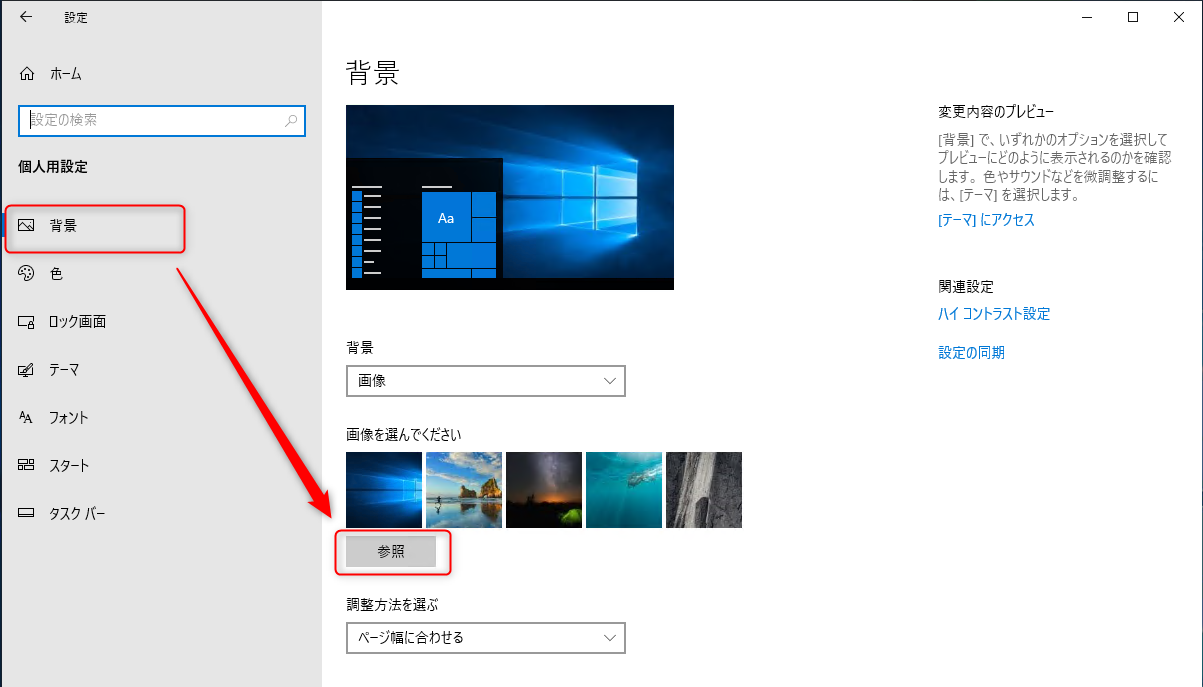 設定
ホーム
設定の検索
個人用設定
背景
色
ロック画面
テーマ
フォント
スタート
タスク バー
背景
Aa
背景
画像
画像を選んでください
参照
調整方法を選ぶ
ページ幅に合わせる
変更内容のプレビュー
[背景] で、いずれかのオプションを選択して
プレビューにどのように表示されるのかを確認
します。色やサウンドなどを微調整するに
は、[テーマ] を選択します。
[テーマ] にアクセス
関連設定
ハイ コントラスト設定
設定の同期